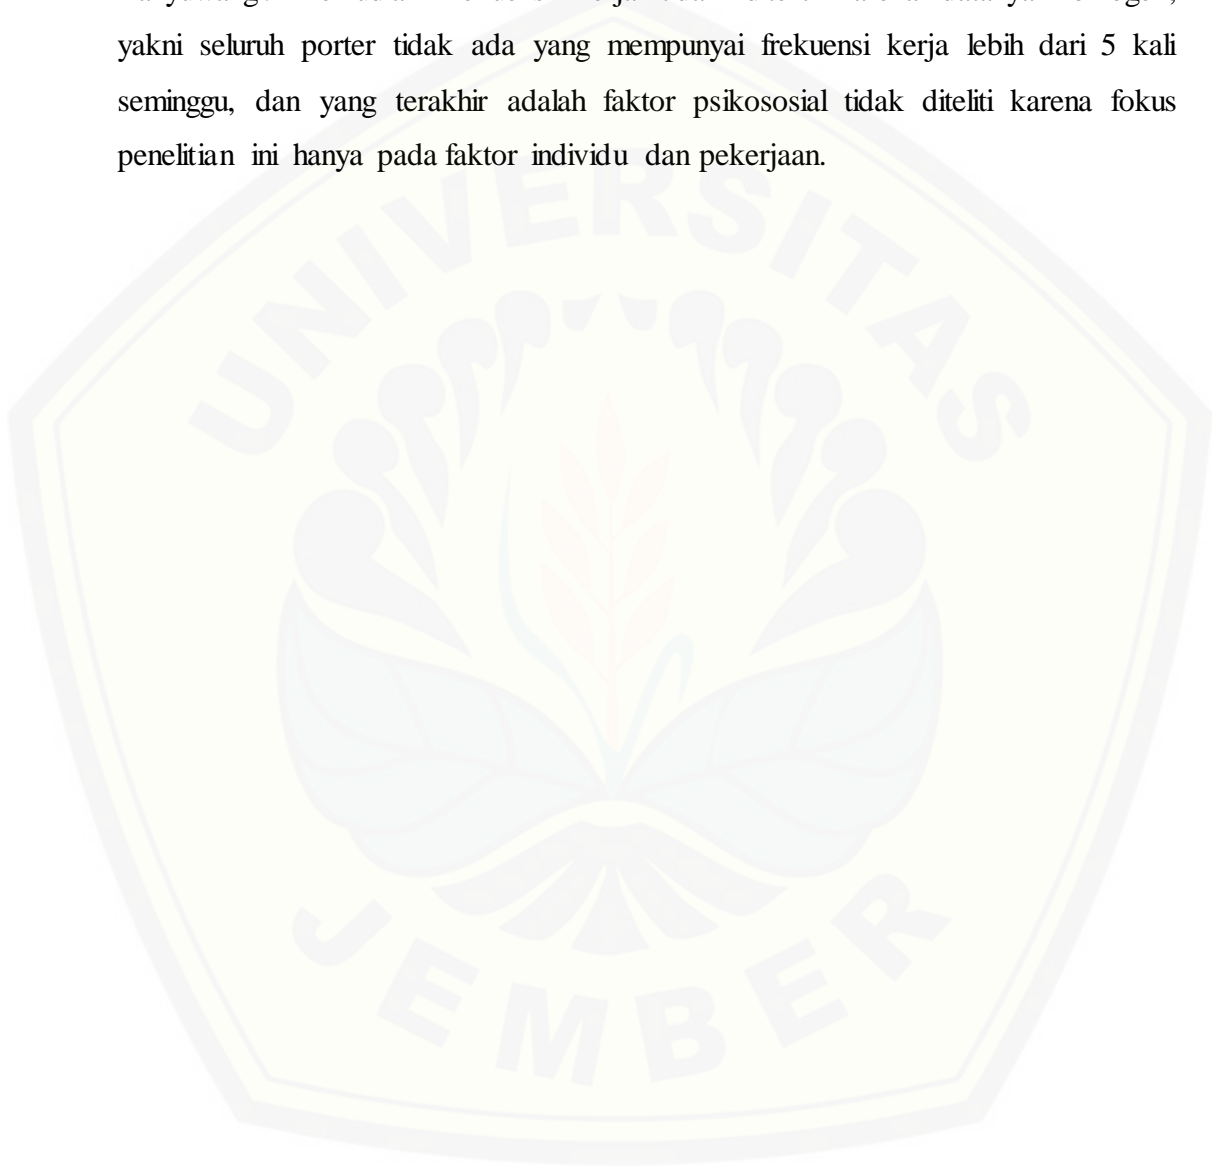 yakni seluruh porter tidak ada yang mempunyai frekuensi kerja lebih dari 5 kali
seminggu, dan yang terakhir adalah faktor psikososial tidak diteliti karena fokus
penelitian ini hanya pada faktor individu dan pekerjaan.
UNIVERSITAS
JEMBER